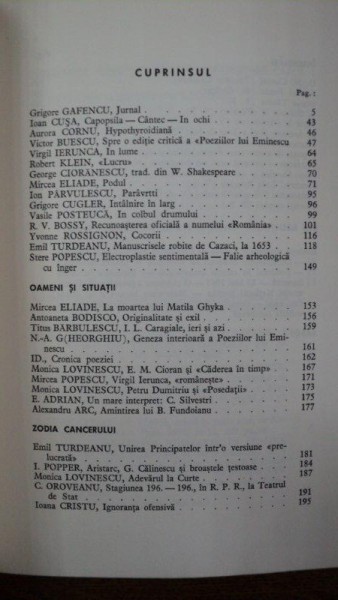 CUPRINSUL
Pag. :
Grigore GAFENCU, Jurnal . . . . . . . . . . 5
Ioan CUȘA, Capopsila — Cântec — In ochi . . . . 43
Aurora CORNU, Hypothyroidiană . . . . . . . 46
Victor BUESCU, Spre o ediție critică a «Poeziilor lui Eminescu 47
Virgil IERUNCA, In lume . . . . . . . . . . 64
Robert KLEIN, «Lucru» . . . . . . . . . . 65
George CIORANESCU, trad. din W. Shakespeare . . . 70
Mircea ELIADE, Podul . . . . . . . . . . 71
Ion PÂRVULESCU, Parăvrtti . . . . . . . . . 95
Grigore CUGLER, Intâlnire în larg . . . . . . . 96
Vasile POSTEUCA, In colbul drumului . . . . . . 99
R. V. BOSSY, Recunoașterea oficială a numelui «România» . 101
Yvonne ROSSIGNON, Cocorii . . . . . . . . . 116
Emil TURDEANU, Manuscrisele robite de Cazaci, la 1653 . 118
Stere POPESCU, Electroplastie sentimentală — Falie arheologică
cu înger . . . . . . . . . . 149
OAMENI ȘI SITUAȚII
Mircea ELIADE, La moartea lui Matila Ghyka . . . . 153
Antoaneta BODISCO, Originalitate și exil . . . . . 156
Titus BARBULESCU, I. L. Caragiale, ieri și azi . . . 159
N.-A. G(HEORGHIU), Geneza interioară a Poeziilor lui Emi-
nescu . . . . . . . . . . 161
ID., Cronica poeziei . . . . . . . . . . 162
Monica LOVINESCU, E. M. Cioran și «Căderea în timp» . 167
Mircea POPESCU, Virgil Ierunca, «românește» . . . . 171
Monica LOVINESCU, Petru Dumitriu și «Posedații» . . . 173
E. ADRIAN, Un mare interpret: C. Silvestri . . . . . 175
Alexandru ARC, Amintirea lui B. Fundoianu . . . . 177
ZODIA CANCERULUI
Emil TURDEANU, Unirea Principatelor într'o versiune «pre-
lucrată» . . . . . . . . . . 181
I. POPPER, Aristarc, G. Călinescu și broaștele țestoase . 184
Monica LOVINESCU, Adevărul la Curte . . . . . . 187
C. OROVEANU, Stagiunea 196. — 196., în R. P. R., la Teatrul
de Stat . . . . . . . . . . 191
Ioana CRISTU, Ignoranța ofensivă . . . . . . . 195